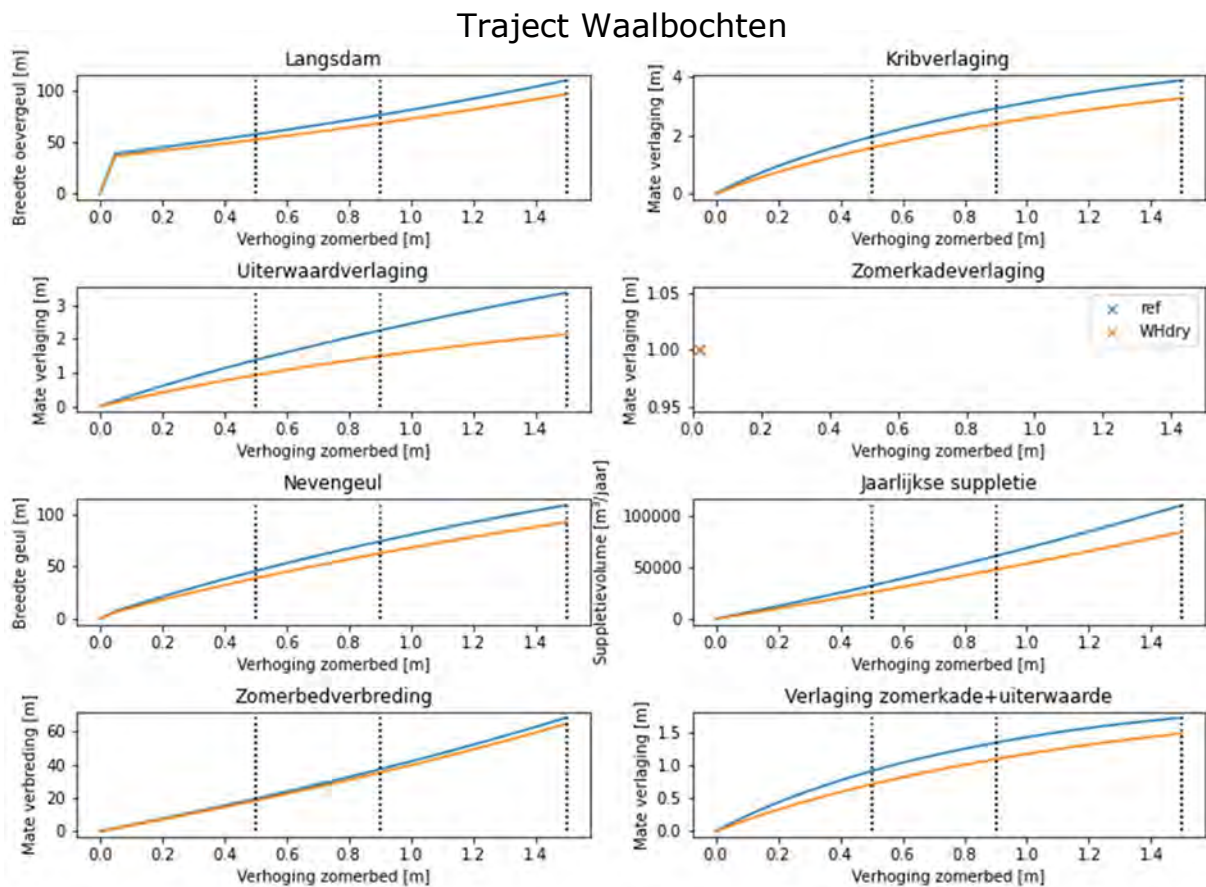 Traject Waalbochten
Langsdam
Breedte oevergeul [m]
100
50
0
0.0 0.2 0.4 0.6 0.8 1.0 1.2 1.4
Verhoging zomerbed [m]
Kribverlaging
Mate verlaging [m]
4
2
0
0.0 0.2 0.4 0.6 0.8 1.0 1.2 1.4
Verhoging zomerbed [m]
Uiterwaardverlaging
Mate verlaging [m]
3
2
1
0
0.0 0.2 0.4 0.6 0.8 1.0 1.2 1.4
Verhoging zomerbed [m]
Zomerkadeverlaging
Mate verlaging [m]
1.05
1.00
0.95
ref
WHdry
0.0 0.2 0.4 0.6 0.8 1.0 1.2 1.4
Verhoging zomerbed [m]
Nevengeul
Breedte geul [m]
100
50
0
0.0 0.2 0.4 0.6 0.8 1.0 1.2 1.4
Verhoging zomerbed [m]
Jaarlijkse suppletie
Suppletievolume [m³/jaar]
100000
50000
0
0.0 0.2 0.4 0.6 0.8 1.0 1.2 1.4
Verhoging zomerbed [m]
Zomerbedverbreding
Mate verbreding [m]
60
40
20
0
0.0 0.2 0.4 0.6 0.8 1.0 1.2 1.4
Verhoging zomerbed [m]
Verlaging zomerkade+uiterwaarde
Mate verlaging [m]
1.5
1.0
0.5
0.0
0.0 0.2 0.4 0.6 0.8 1.0 1.2 1.4
Verhoging zomerbed [m]